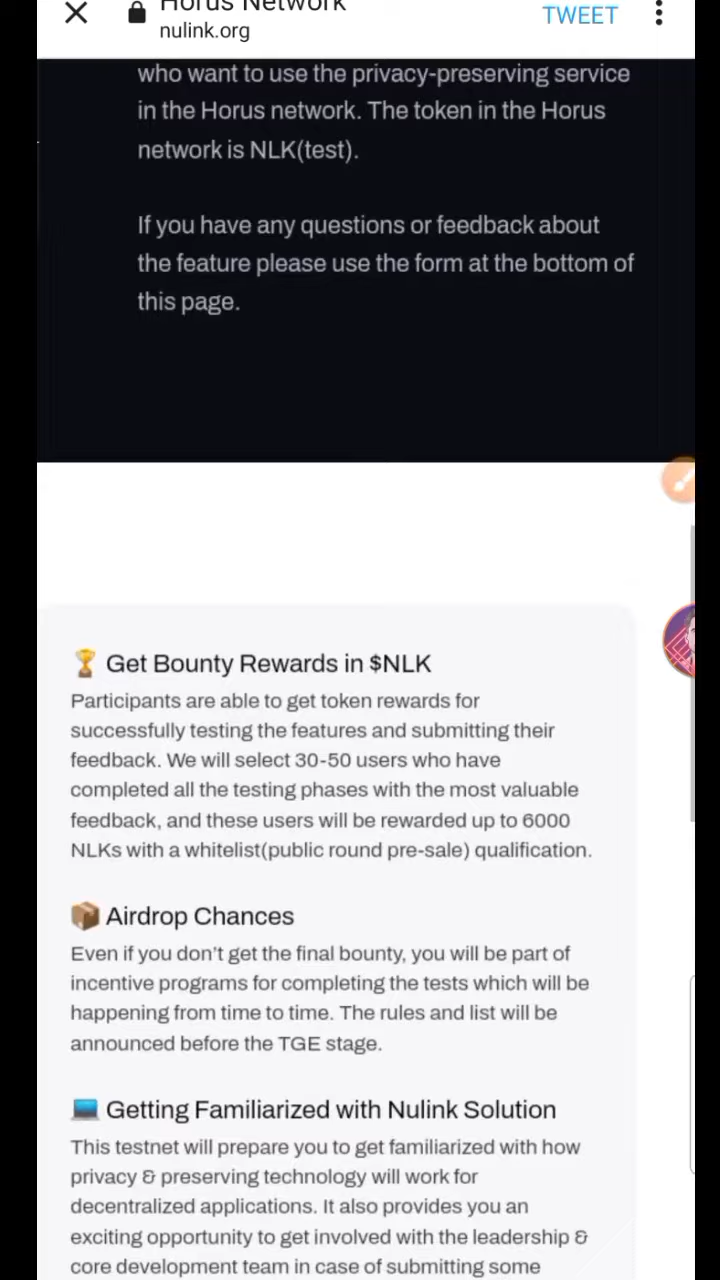 Horus Network
nulink.org
TWEET
who want to use the privacy-preserving service
in the Horus network. The token in the Horus
network is NLK(test).
If you have any questions or feedback about
the feature please use the form at the bottom of
this page.
🏆 Get Bounty Rewards in $NLK
Participants are able to get token rewards for
successfully testing the features and submitting their
feedback. We will select 30-50 users who have
completed all the testing phases with the most valuable
feedback, and these users will be rewarded up to 6000
NLKs with a whitelist(public round pre-sale) qualification.
📦 Airdrop Chances
Even if you don’t get the final bounty, you will be part of
incentive programs for completing the tests which will be
happening from time to time. The rules and list will be
announced before the TGE stage.
💻 Getting Familiarized with Nulink Solution
This testnet will prepare you to get familiarized with how
privacy & preserving technology will work for
decentralized applications. It also provides you an
exciting opportunity to get involved with the leadership &
core development team in case of submitting some